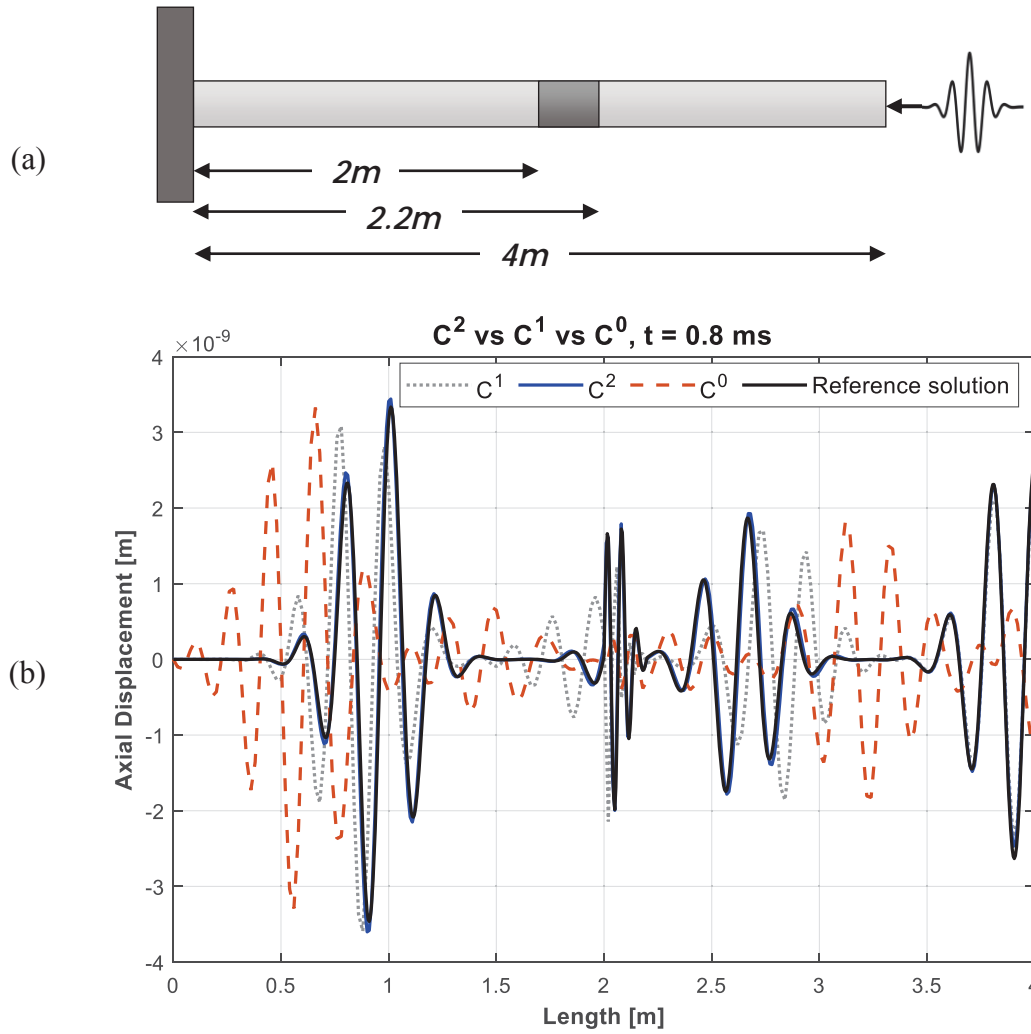 (a)
2m
2.2m
4m
C² vs C¹ vs C⁰, t = 0.8 ms
×10⁻⁹
C¹ C² C⁰ Reference solution
4
3
2
1
0
-1
-2
-3
-4
Axial Displacement [m]
(b)
0 0.5 1 1.5 2 2.5 3 3.5 4
Length [m]